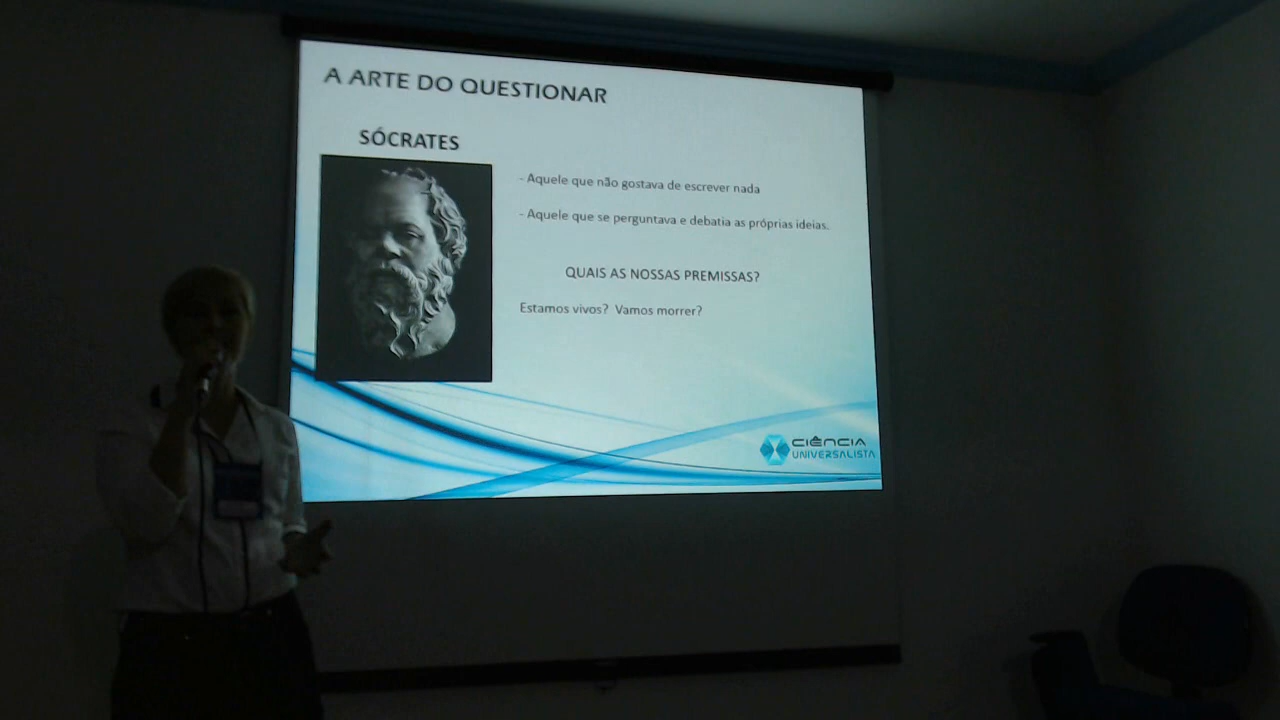 A ARTE DO QUESTIONAR
SÓCRATES
- Aquele que não gostava de escrever nada
- Aquele que se perguntava e debatia as próprias ideias.
QUAIS AS NOSSAS PREMISSAS?
Estamos vivos? Vamos morrer?
CIÊNCIA
UNIVERSALISTA